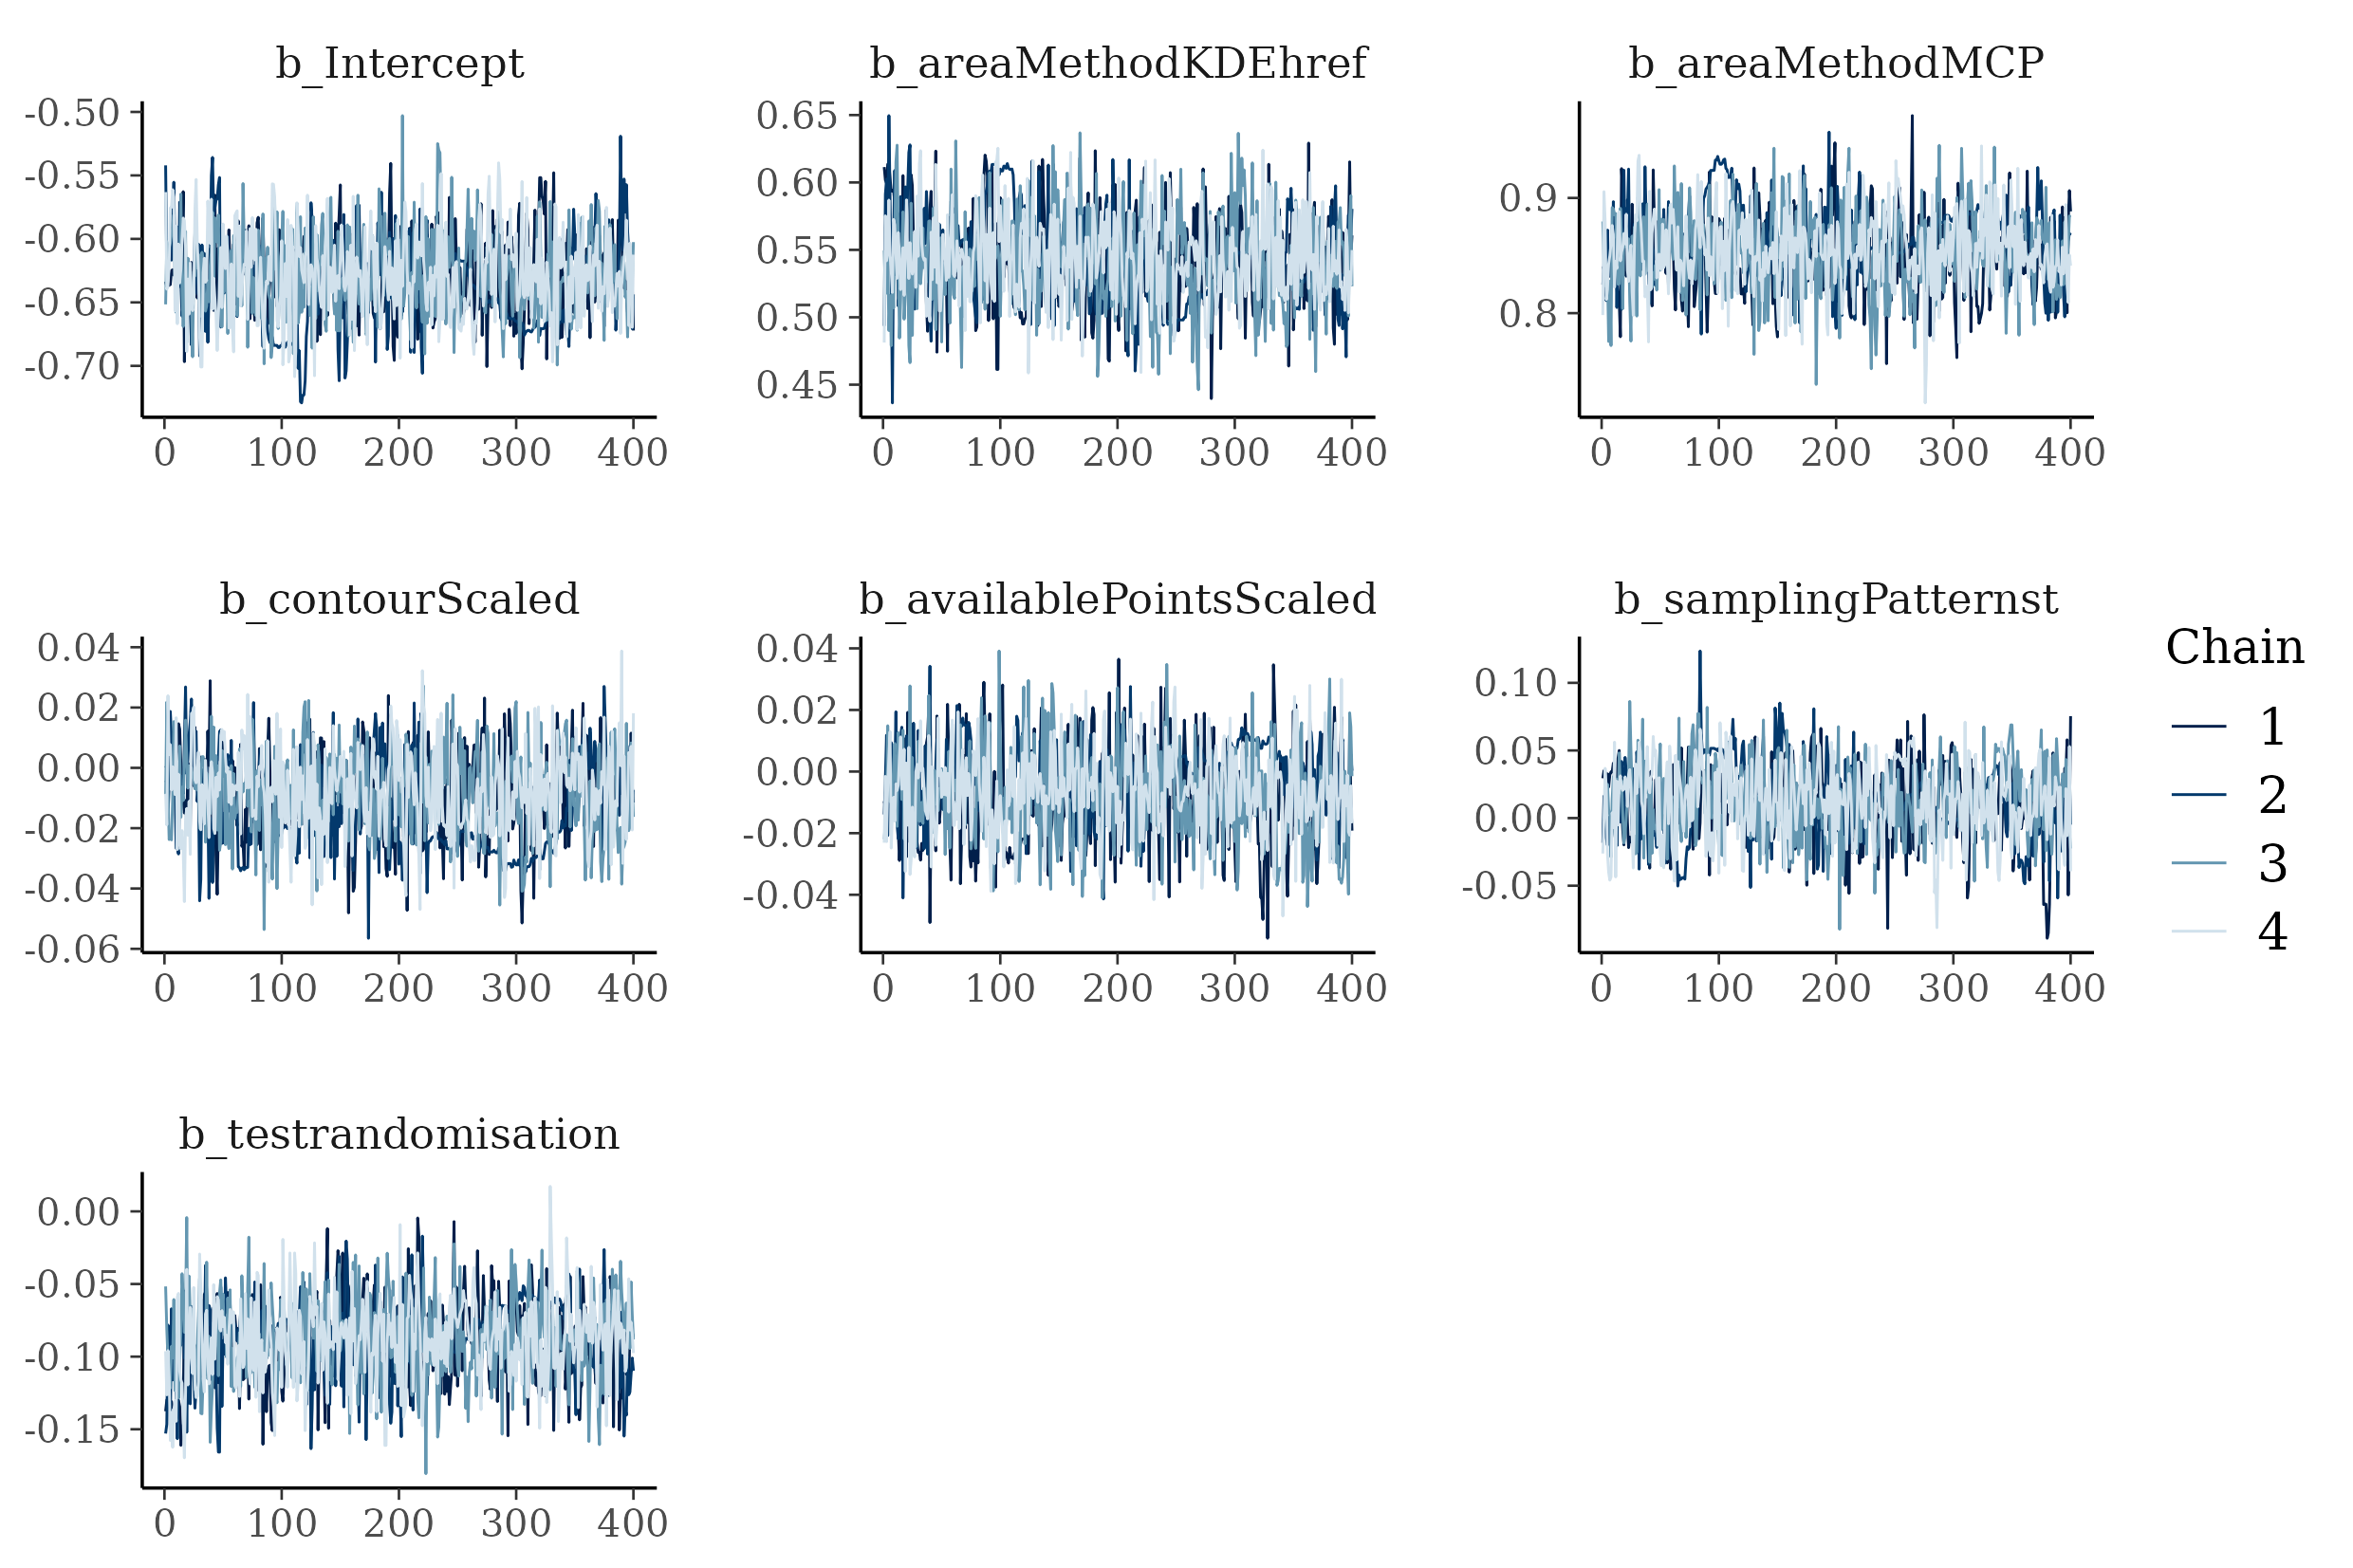 b_Intercept
-0.50
-0.55
-0.60
-0.65
-0.70
0 100 200 300 400
b_areaMethodKDEhref
0.65
0.60
0.55
0.50
0.45
0 100 200 300 400
b_areaMethodMCP
0.9
0.8
0 100 200 300 400
b_contourScaled
0.04
0.02
0.00
-0.02
-0.04
-0.06
0 100 200 300 400
b_availablePointsScaled
0.04
0.02
0.00
-0.02
-0.04
0 100 200 300 400
b_samplingPatternst
0.10
0.05
0.00
-0.05
0 100 200 300 400
Chain
1
2
3
4
b_testrandomisation
0.00
-0.05
-0.10
-0.15
0 100 200 300 400